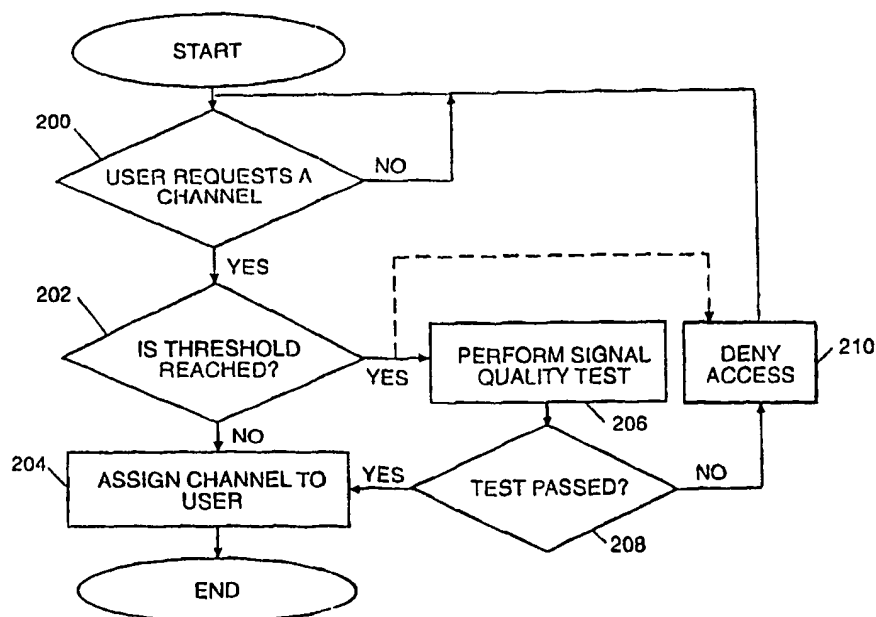 START
200
USER REQUESTS A
CHANNEL
NO
YES
202
IS THRESHOLD
REACHED?
YES
PERFORM SIGNAL
QUALITY TEST
206
DENY
ACCESS
210
NO
204
ASSIGN CHANNEL TO
USER
YES
TEST PASSED?
NO
208
END